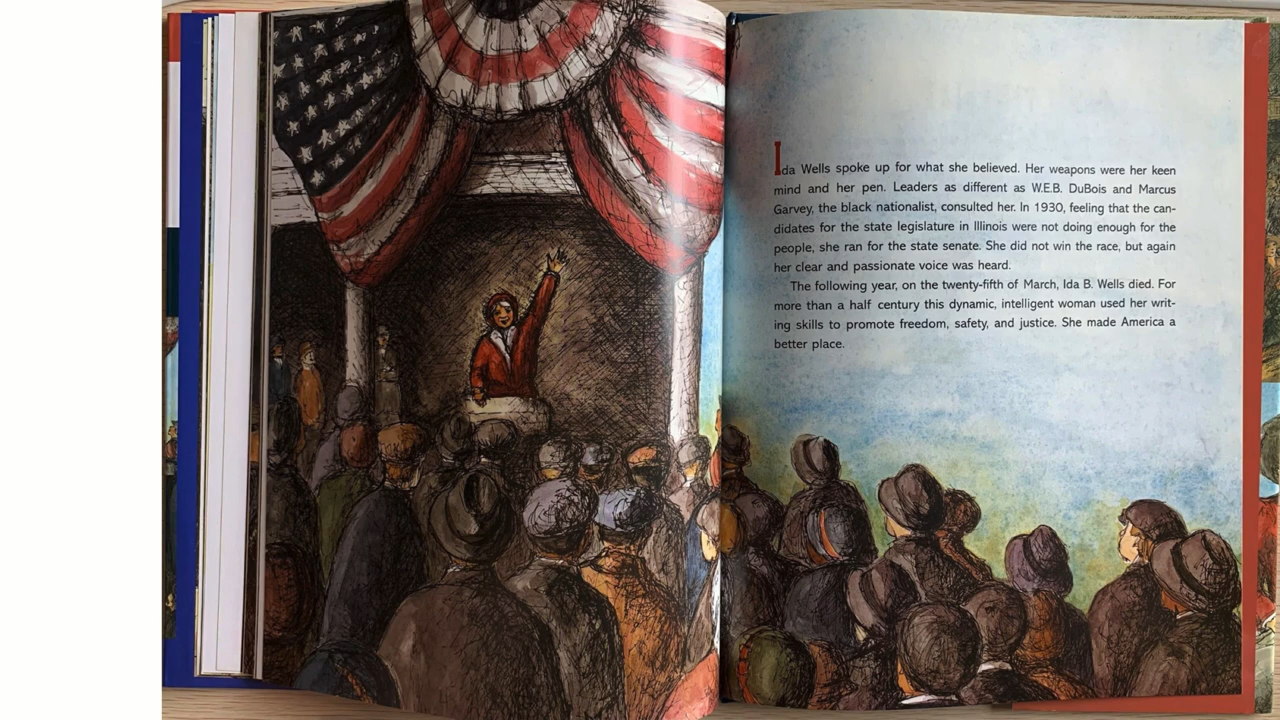 Ida Wells spoke up for what she believed. Her weapons were her keen
mind and her pen. Leaders as different as W.E.B. DuBois and Marcus
Garvey, the black nationalist, consulted her. In 1930, feeling that the can-
didates for the state legislature in Illinois were not doing enough for the
people, she ran for the state senate. She did not win the race, but again
her clear and passionate voice was heard.
The following year, on the twenty-fifth of March, Ida B. Wells died. For
more than a half century this dynamic, intelligent woman used her writ-
ing skills to promote freedom, safety, and justice. She made America a
better place.